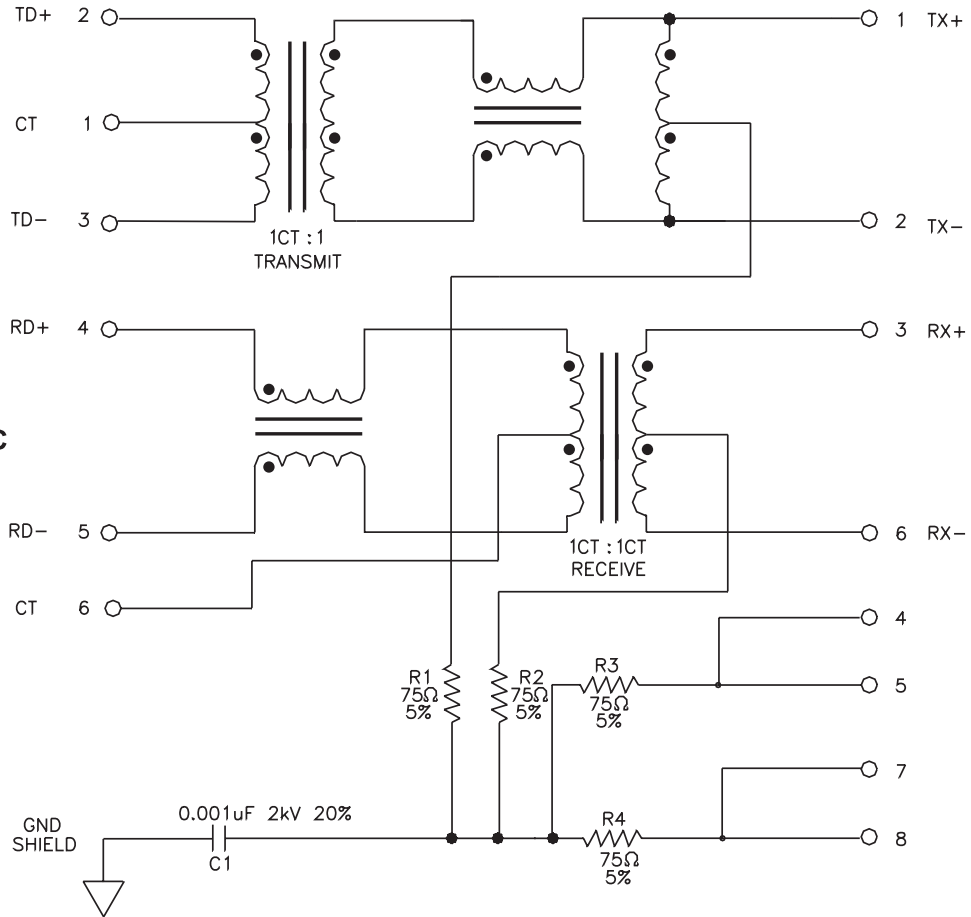 TD+ 2
1 TX+
CT 1
TD- 3
2 TX-
1CT : 1
TRANSMIT
RD+ 4
3 RX+
C
RD- 5
6 RX-
1CT : 1CT
RECEIVE
CT 6
4
R1
75Ω
5%
R2
75Ω
5%
R3
75Ω
5%
5
7
0.001uF 2kV 20%
C1
GND
SHIELD
R4
75Ω
5%
8